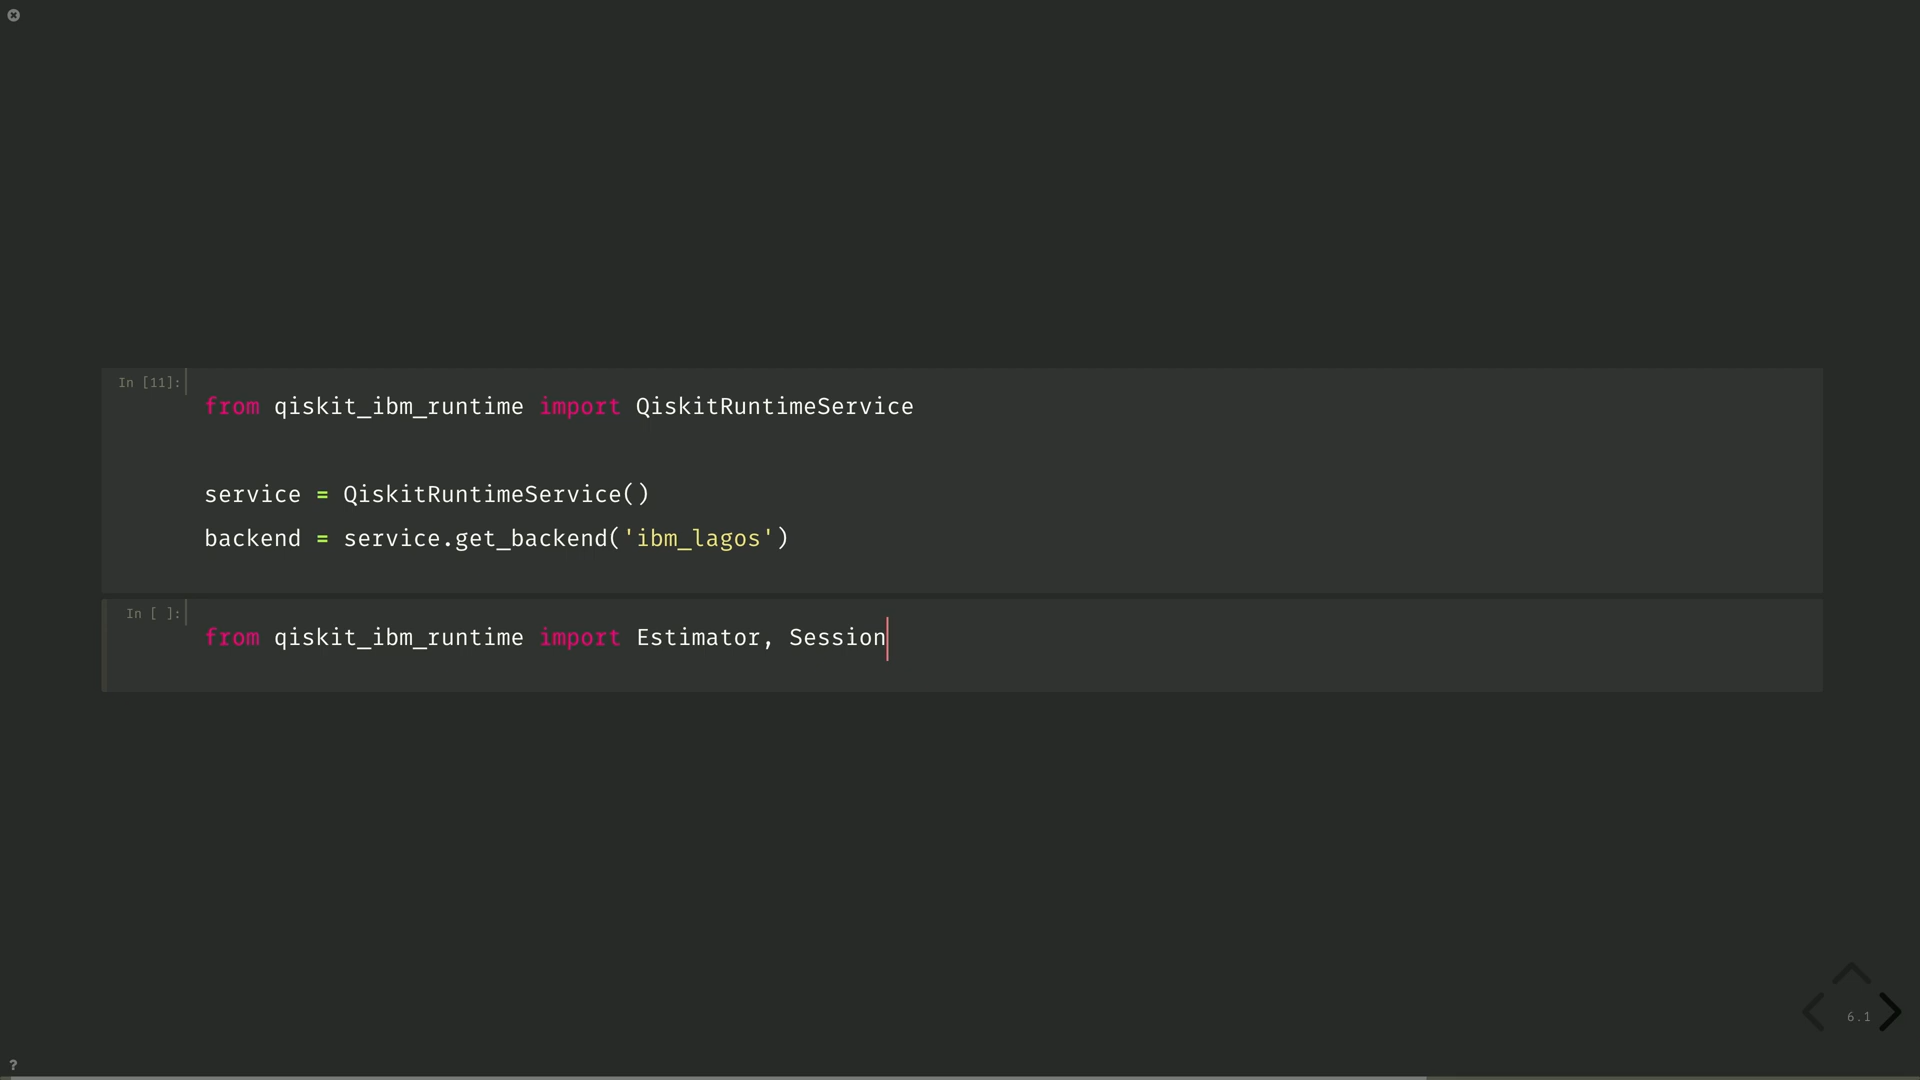 In [11]:
from qiskit_ibm_runtime import QiskitRuntimeService
service = QiskitRuntimeService()
backend = service.get_backend('ibm_lagos')
In [ ]:
from qiskit_ibm_runtime import Estimator, Session
6.1
?